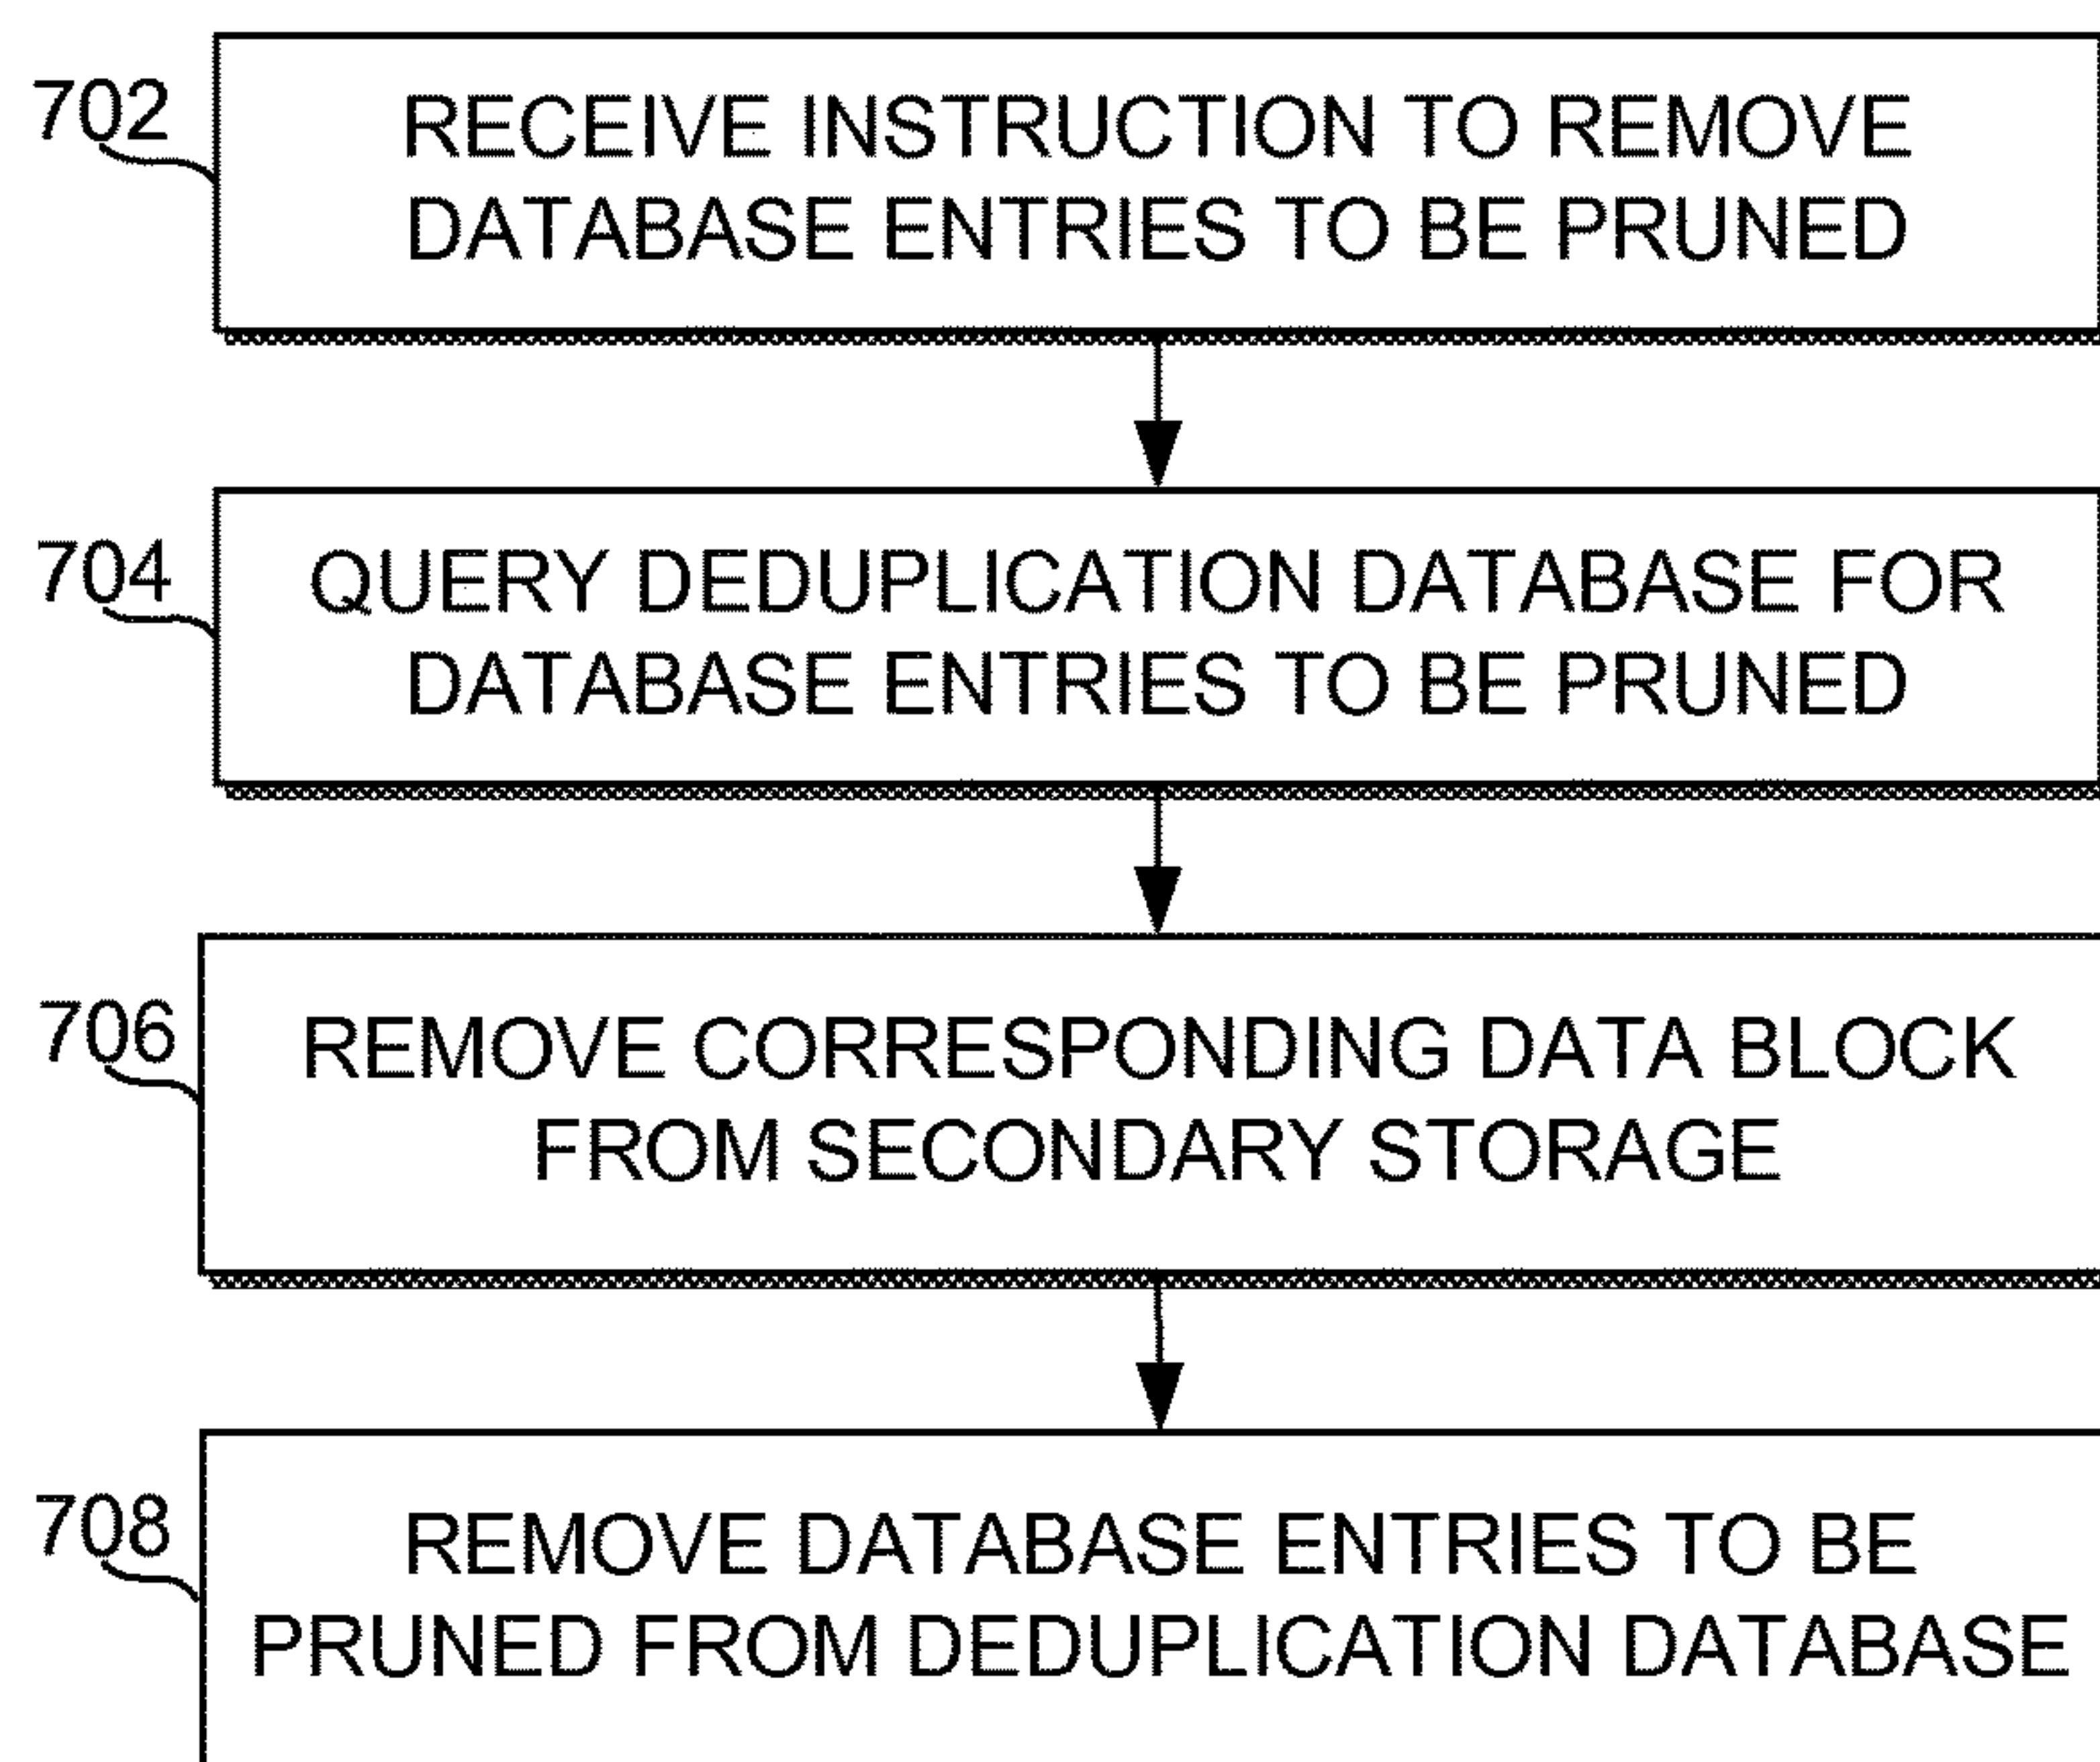 702
RECEIVE INSTRUCTION TO REMOVE
DATABASE ENTRIES TO BE PRUNED
704
QUERY DEDUPLICATION DATABASE FOR
DATABASE ENTRIES TO BE PRUNED
706
REMOVE CORRESPONDING DATA BLOCK
FROM SECONDARY STORAGE
708
REMOVE DATABASE ENTRIES TO BE
PRUNED FROM DEDUPLICATION DATABASE